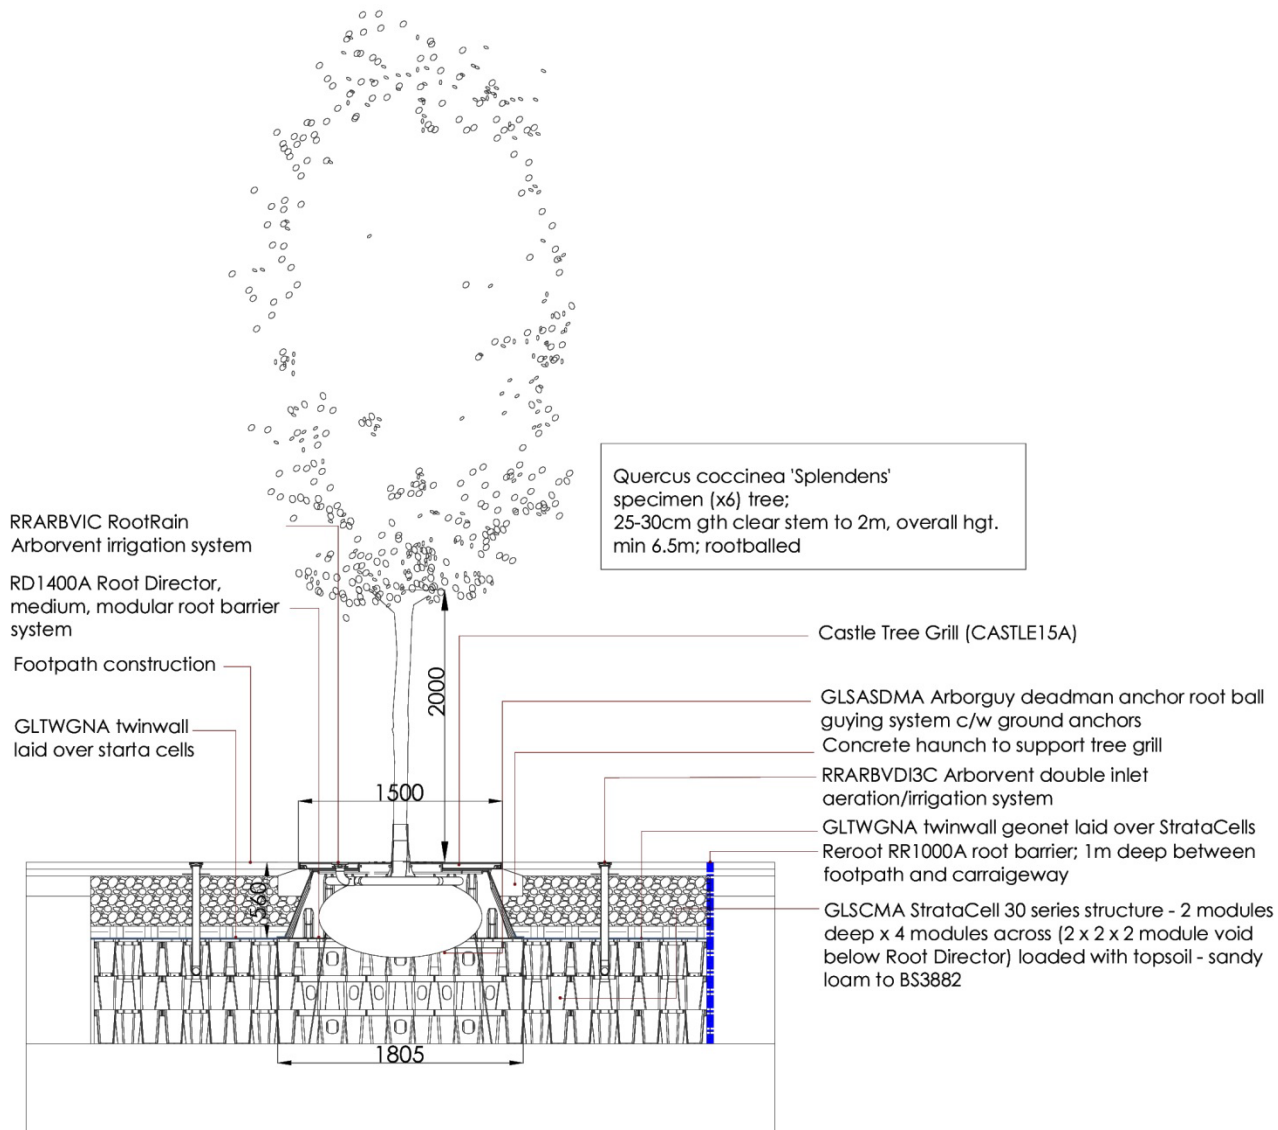 Quercus coccinea 'Splendens'
specimen (x6) tree;
25-30cm gth clear stem to 2m, overall hgt.
min 6.5m; rootballed
RRARBVIC RootRain
Arborvent irrigation system
RD1400A Root Director,
medium, modular root barrier
system
Footpath construction
GLTWGNA twinwall
laid over starta cells
2000
1500
560
1805
Castle Tree Grill (CASTLE15A)
GLSASDMA Arborguy deadman anchor root ball
guying system c/w ground anchors
Concrete haunch to support tree grill
RRARBVDI3C Arborvent double inlet
aeration/irrigation system
GLTWGNA twinwall geonet laid over StrataCells
Reroot RR1000A root barrier; 1m deep between
footpath and carraigeway
GLSCMA StrataCell 30 series structure - 2 modules
deep x 4 modules across (2 x 2 x 2 module void
below Root Director) loaded with topsoil - sandy
loam to BS3882